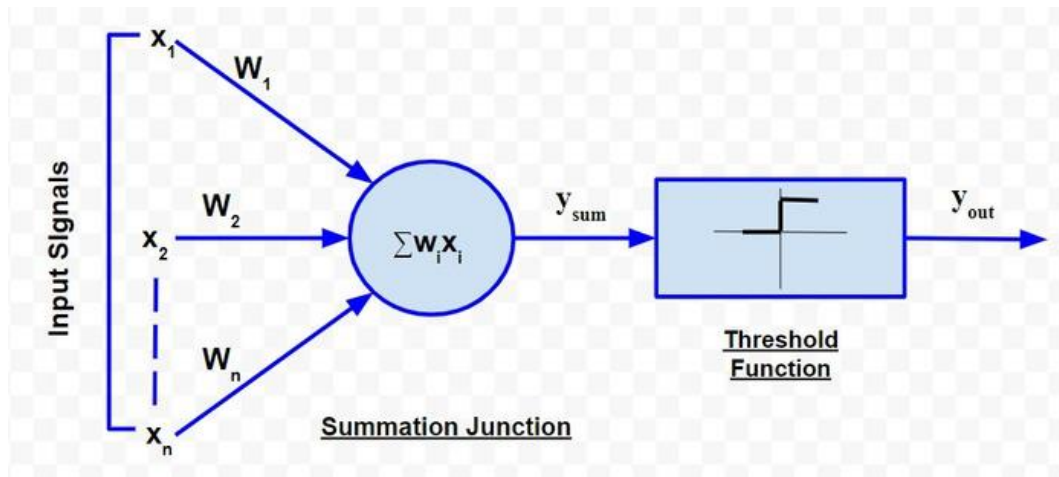 Input SIgnals
x1
W1
W2
x2
Wn
xn
∑wixi
ysum
yout
Threshold
Function
Summation Junction